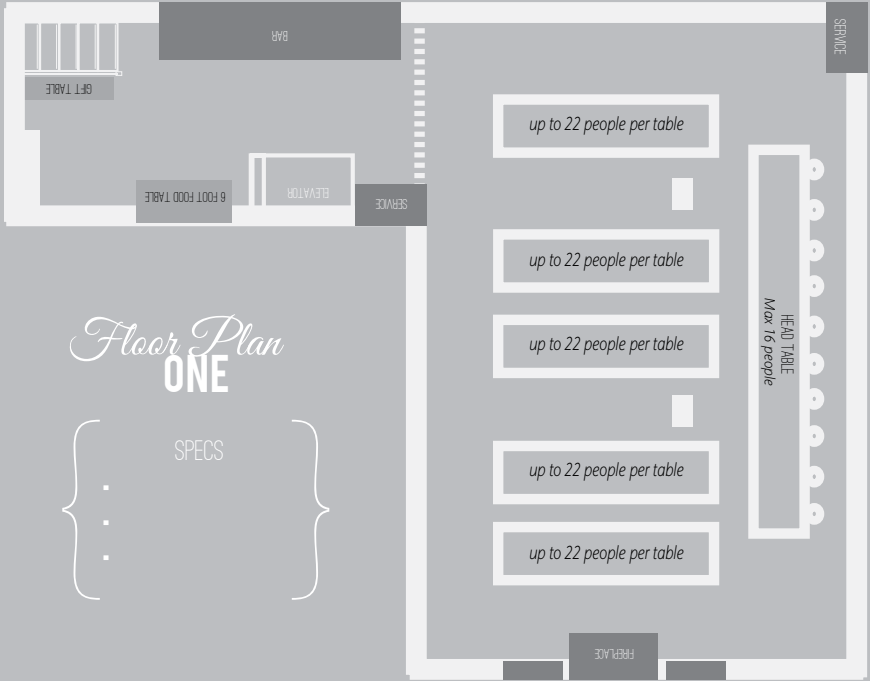 BAR
SERVICE
GIFT TABLE
up to 22 people per table
6 FOOT FOOD TABLE
ELEVATOR
SERVICE
up to 22 people per table
up to 22 people per table
HEAD TABLE
Max 16 people
Floor Plan
ONE
SPECS
up to 22 people per table
up to 22 people per table
FIREPLACE